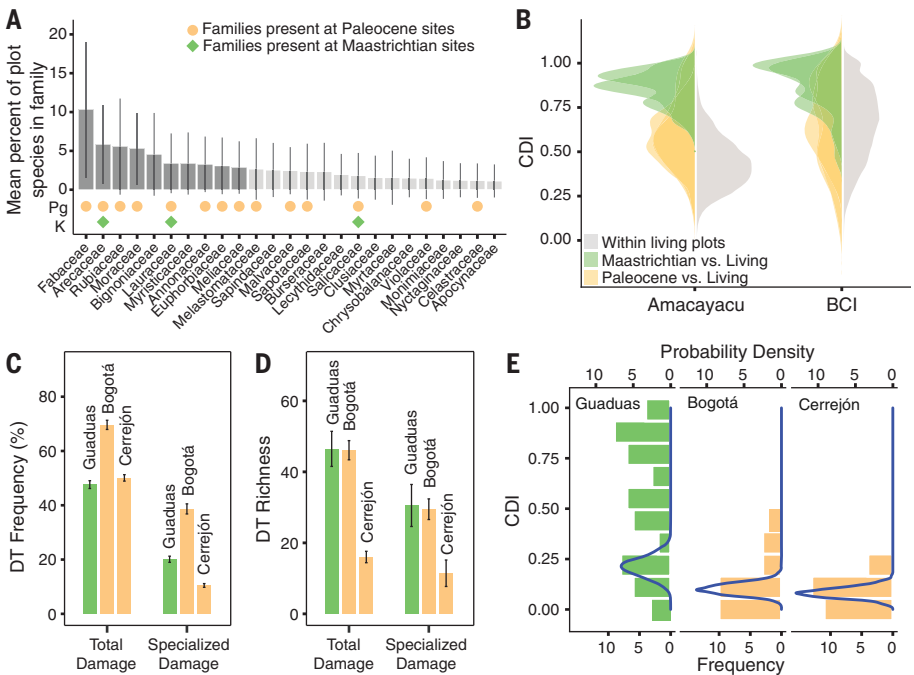 A
Families present at Paleocene sites
Families present at Maastrichtian sites
Mean percent of plot
species in family
20
15
10
5
0
Pg
K
Fabaceae
Arecaceae
Rubiaceae
Moraceae
Bignoniaceae
Lauraceae
Myristicaceae
Annonaceae
Euphorbiaceae
Meliaceae
Melastomataceae
Sapindaceae
Malvaceae
Sapotaceae
Burseraceae
Lecythidaceae
Salicaceae
Clusiaceae
Myrtaceae
Chrysobalanaceae
Violaceae
Monimiaceae
Nyctaginaceae
Celastraceae
Apocynaceae
B
CDI
1.00
0.75
0.50
0.25
0.00
Within living plots
Maastrichtian vs. Living
Paleocene vs. Living
Amacayacu
BCI
C
DT Frequency (%)
80
60
40
20
0
Guaduas
Bogotá
Cerrejón
Guaduas
Bogotá
Cerrejón
Total
Damage
Specialized
Damage
D
DT Richness
60
40
20
0
Guaduas
Bogotá
Cerrejón
Guaduas
Bogotá
Cerrejón
Total
Damage
Specialized
Damage
E
Probability Density
10 5 0 10 5 0 10 5 0
Guaduas
Bogotá
Cerrejón
CDI
1.00
0.75
0.50
0.25
0.00
10 5 0 10 5 0 10 5 0
Frequency